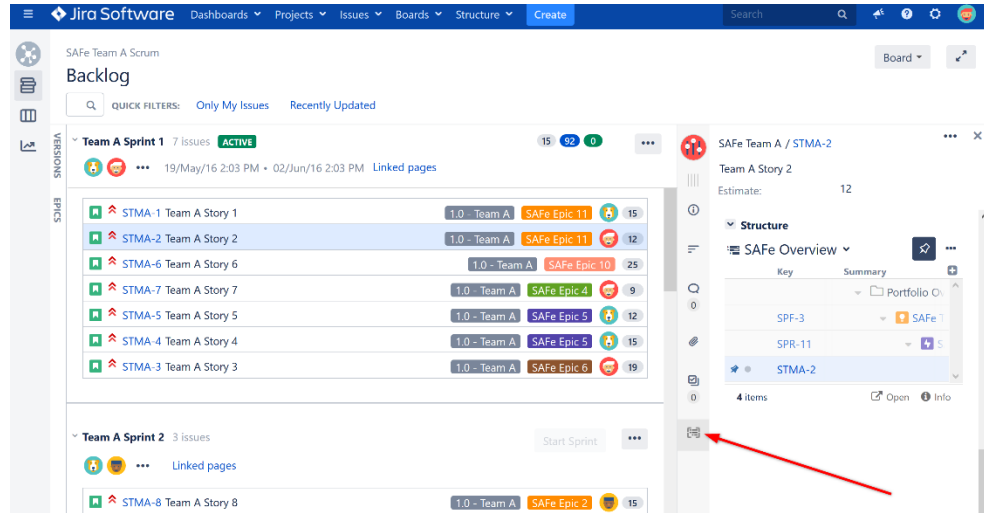 Jira Software Dashboards Projects Issues Boards Structure Create Search
SAFe Team A Scrum
Backlog
Board
QUICK FILTERS: Only My Issues Recently Updated
VERSIONS
EPICS
Team A Sprint 1 7 issues ACTIVE 15 92 0
19/May/16 2:03 PM • 02/Jun/16 2:03 PM Linked pages
STMA-1 Team A Story 1 1.0 - Team A SAFe Epic 11 15
STMA-2 Team A Story 2 1.0 - Team A SAFe Epic 11 12
STMA-6 Team A Story 6 1.0 - Team A SAFe Epic 10 25
STMA-7 Team A Story 7 1.0 - Team A SAFe Epic 4 9
STMA-5 Team A Story 5 1.0 - Team A SAFe Epic 5 12
STMA-4 Team A Story 4 1.0 - Team A SAFe Epic 5 15
STMA-3 Team A Story 3 1.0 - Team A SAFe Epic 6 19
Team A Sprint 2 3 issues Start Sprint
Linked pages
STMA-8 Team A Story 8 1.0 - Team A SAFe Epic 2 15
0
0
SAFe Team A / STMA-2
Team A Story 2
Estimate: 12
Structure
SAFe Overview
Key Summary
Portfolio Ov
SPF-3 SAFe T
SPR-11 S
STMA-2
4 items Open Info